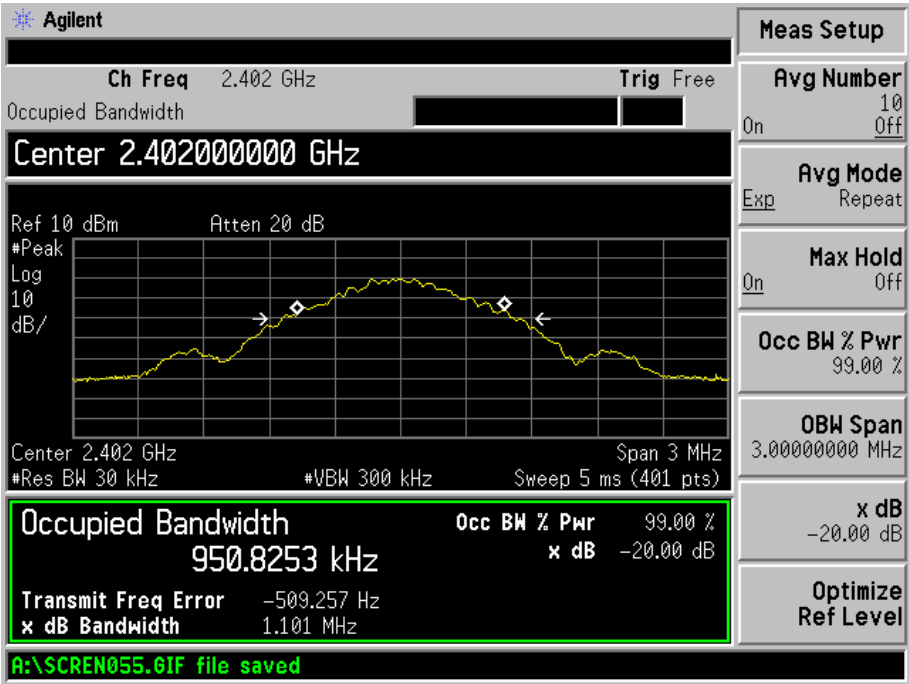 Agilent
Ch Freq 2.402 GHz Trig Free
Occupied Bandwidth
Center 2.402000000 GHz
Ref 10 dBm Atten 20 dB
#Peak
Log
10
dB/
Center 2.402 GHz Span 3 MHz
#Res BW 30 kHz #VBW 300 kHz Sweep 5 ms (401 pts)
Occupied Bandwidth Occ BW % Pwr 99.00 %
950.8253 kHz x dB -20.00 dB
Transmit Freq Error -509.257 Hz
x dB Bandwidth 1.101 MHz
A:\SCREN055.GIF file saved
Meas Setup
Avg Number
10
On Off
Avg Mode
Exp Repeat
Max Hold
On Off
Occ BW % Pwr
99.00 %
OBW Span
3.00000000 MHz
x dB
-20.00 dB
Optimize
Ref Level